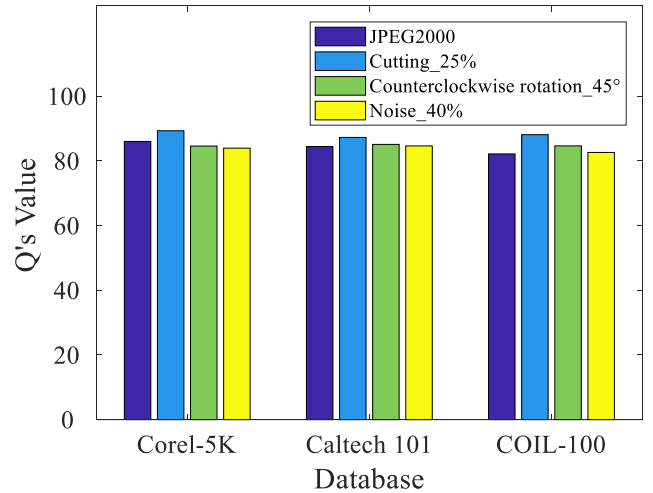 JPEG2000
Cutting_25%
Counterclockwise rotation_45°
Noise_40%
100
80
60
40
20
0
Q's Value
Corel-5K Caltech 101 COIL-100
Database